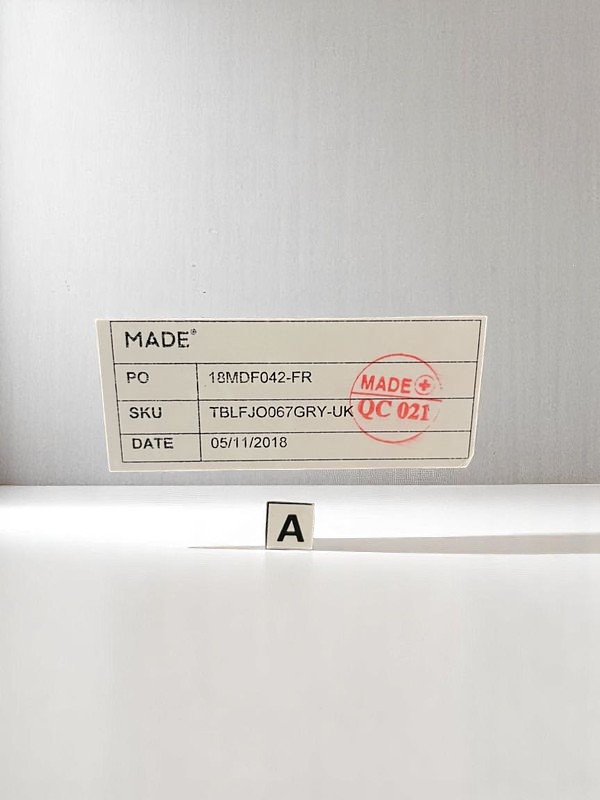 MADE®
PO 18MDF042-FR
SKU TBLFJO067GRY-UK
DATE 05/11/2018
MADE+
QC 021
A